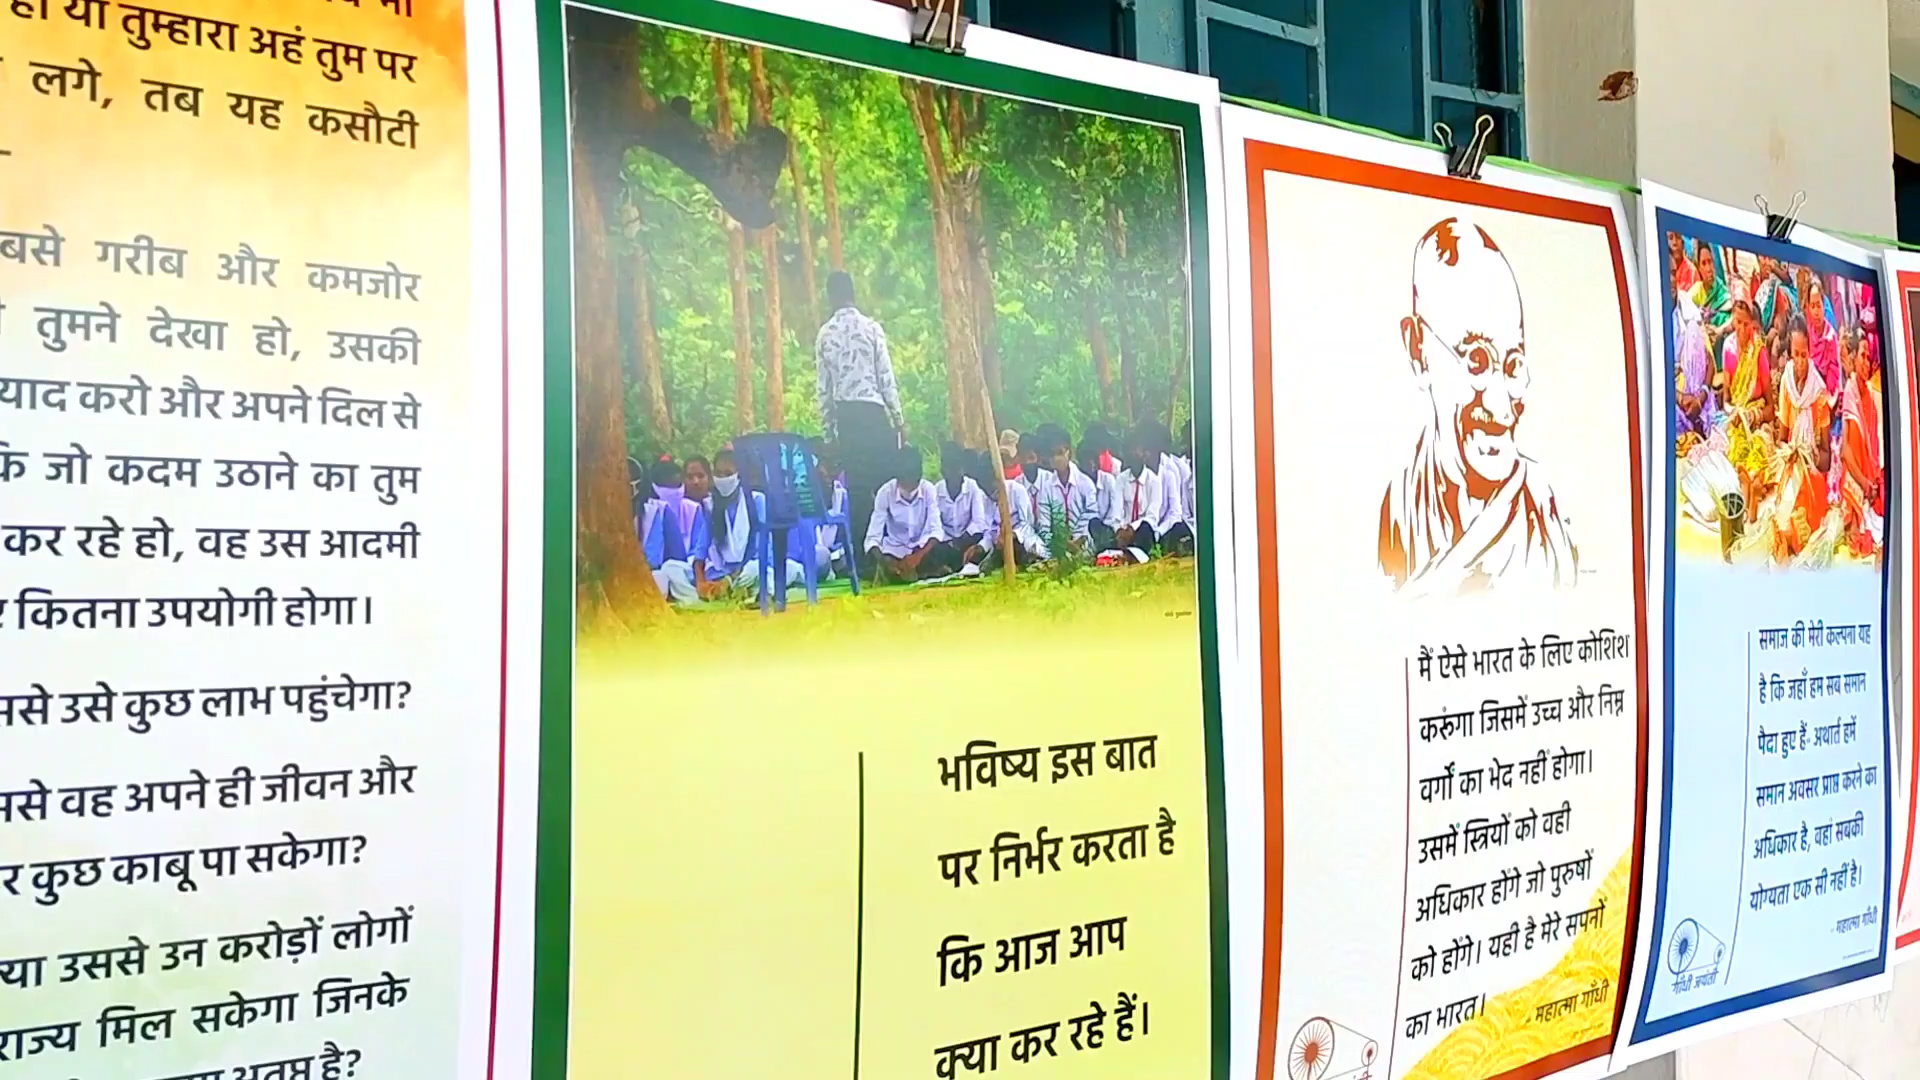 हो या तुम्हारा अहं तुम पर
लगे, तब यह कसौटी
गरीब और कमजोर
तुमने देखा हो, उसकी
याद करो और अपने दिल से
जो कदम उठाने का तुम
कर रहे हो, वह उस आदमी
कितना उपयोगी होगा।
उसे कुछ लाभ पहुंचेगा?
वह अपने ही जीवन और
कुछ काबू पा सकेगा?
उससे उन करोड़ों लोगों
मिल सकेगा जिनके
अतृप्त है?
भविष्य इस बात
पर निर्भर करता है
कि आज आप
क्या कर रहे हैं।
मैं ऐसे भारत के लिए कोशिश
करूंगा जिसमें उच्च और निम्न
वर्गों का भेद नहीं होगा।
उसमें स्त्रियों को वही
अधिकार होंगे जो पुरुषों
को होंगे। यही है मेरे सपनों
का भारत।
- महात्मा गाँधी
समाज की मेरी कल्पना यह
है कि जहाँ हम सब समान
पैदा हुए हैं- अथार्त हमें
समान अवसर प्राप्त करने का
अधिकार है, वहां सबकी
योग्यता एक सी नहीं है।
- महात्मा गाँधी
गाँधी जयंती